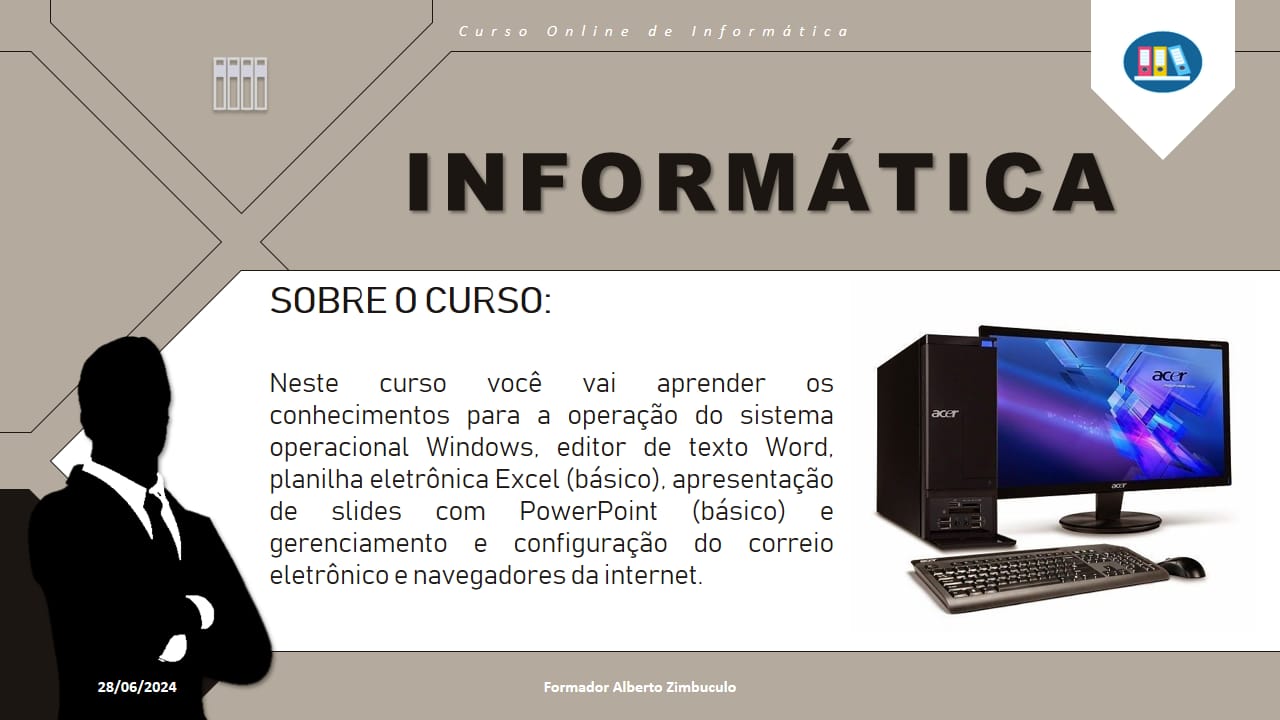 Curso Online de Informática
INFORMÁTICA
SOBRE O CURSO:
Neste curso você vai aprender os
conhecimentos para a operação do sistema
operacional Windows, editor de texto Word,
planilha eletrônica Excel (básico), apresentação
de slides com PowerPoint (básico) e
gerenciamento e configuração do correio
eletrônico e navegadores da internet.
acer
acer
acer
28/06/2024
Formador Alberto Zimbuculo